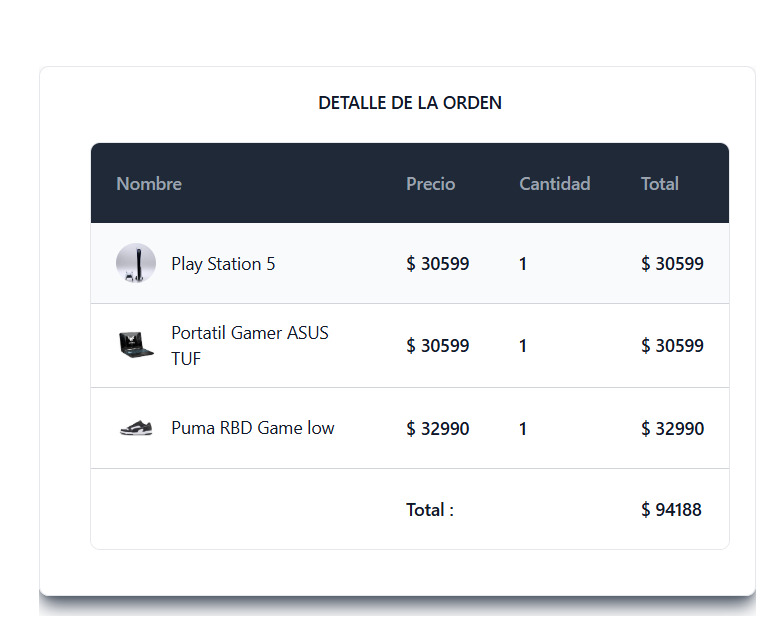 DETALLE DE LA ORDEN
Nombre Precio Cantidad Total
Play Station 5 $ 30599 1 $ 30599
Portatil Gamer ASUS
TUF $ 30599 1 $ 30599
Puma RBD Game low $ 32990 1 $ 32990
Total : $ 94188